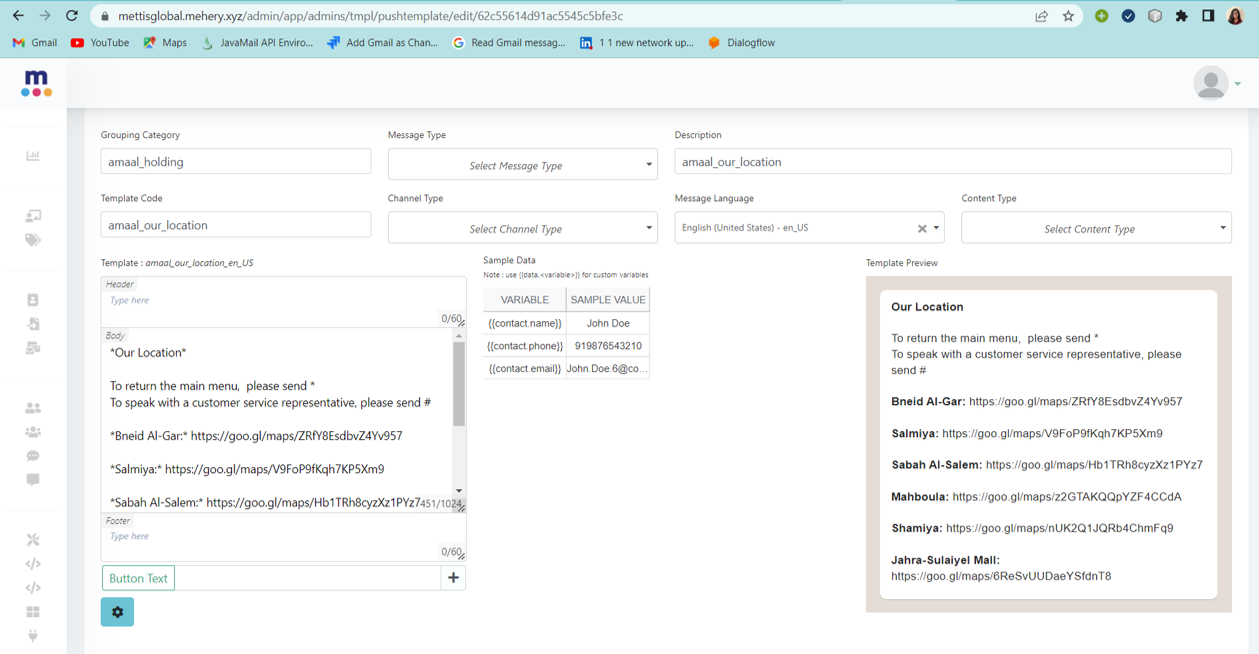 mettisglobal.mehery.xyz/admin/app/admins/tmpl/pushtemplate/edit/62c55614d91ac5545c5bfe3c
Gmail YouTube Maps JavaMail API Enviro... Add Gmail as Chan... Read Gmail messag... 1 1 new network up... Dialogflow
m
Grouping Category Message Type Description
amaal_holding Select Message Type amaal_our_location
Template Code Channel Type Message Language Content Type
amaal_our_location Select Channel Type English (United States) - en_US Select Content Type
Template : amaal_our_location_en_US
Header
Type here
0/60
Body
*Our Location*
To return the main menu,  please send *
To speak with a customer service representative, please send #
*Bneid Al-Gar:* https://goo.gl/maps/ZRfY8EsdbvZ4Yv957
*Salmiya:* https://goo.gl/maps/V9FoP9fKqh7KP5Xm9
*Sabah Al-Salem:* https://goo.gl/maps/Hb1TRh8cyzXz1PYz7
451/1024
Footer
Type here
0/60
Button Text +
Sample Data
Note : use {{data.<variable>}} for custom variables
VARIABLE SAMPLE VALUE
{{contact.name}} John Doe
{{contact.phone}} 919876543210
{{contact.email}} John.Doe.6@co...
Template Preview
Our Location
To return the main menu,  please send *
To speak with a customer service representative, please
send #
Bneid Al-Gar: https://goo.gl/maps/ZRfY8EsdbvZ4Yv957
Salmiya: https://goo.gl/maps/V9FoP9fKqh7KP5Xm9
Sabah Al-Salem: https://goo.gl/maps/Hb1TRh8cyzXz1PYz7
Mahboula: https://goo.gl/maps/z2GTAKQQpYZF4CCdA
Shamiya: https://goo.gl/maps/nUK2Q1JQRb4ChmFq9
Jahra-Sulaiyel Mall:
https://goo.gl/maps/6ReSvUUDaeYSfdnT8